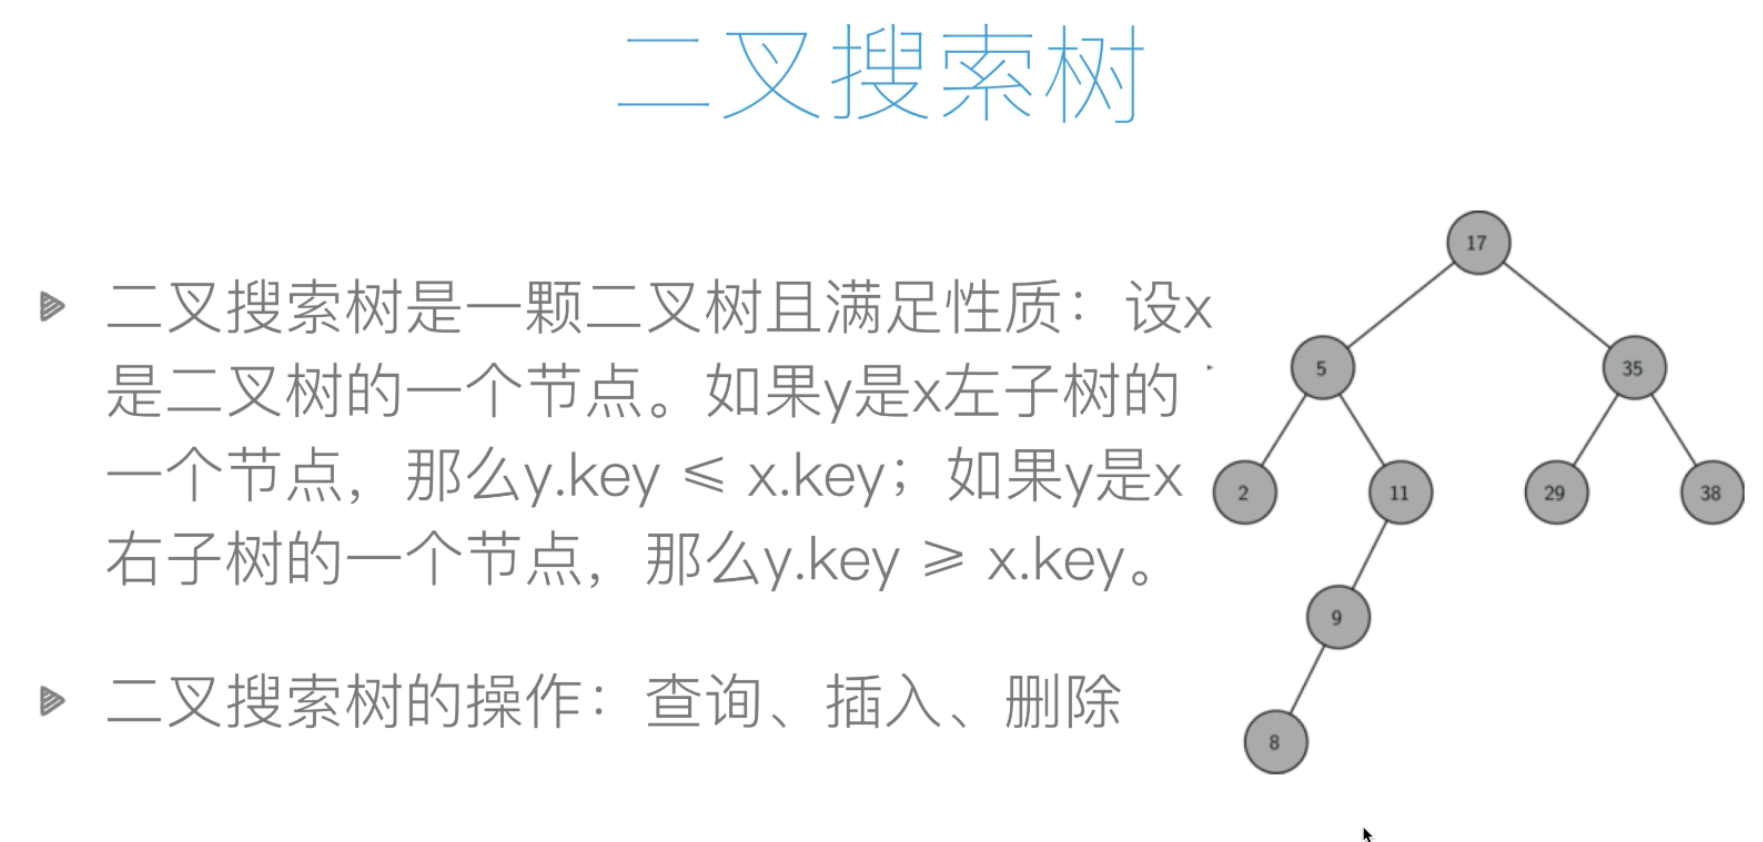 二叉搜索树
二叉搜索树是一颗二叉树且满足性质：设x
是二叉树的一个节点。如果y是x左子树的
一个节点，那么y.key ⩽ x.key；如果y是x
右子树的一个节点，那么y.key ⩾ x.key。
二叉搜索树的操作：查询、插入、删除
17
5
35
2
11
29
38
9
8